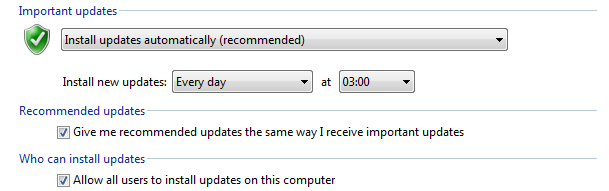 Important updates
Install updates automatically (recommended)
Install new updates: Every day at 03:00
Recommended updates
Give me recommended updates the same way I receive important updates
Who can install updates
Allow all users to install updates on this computer